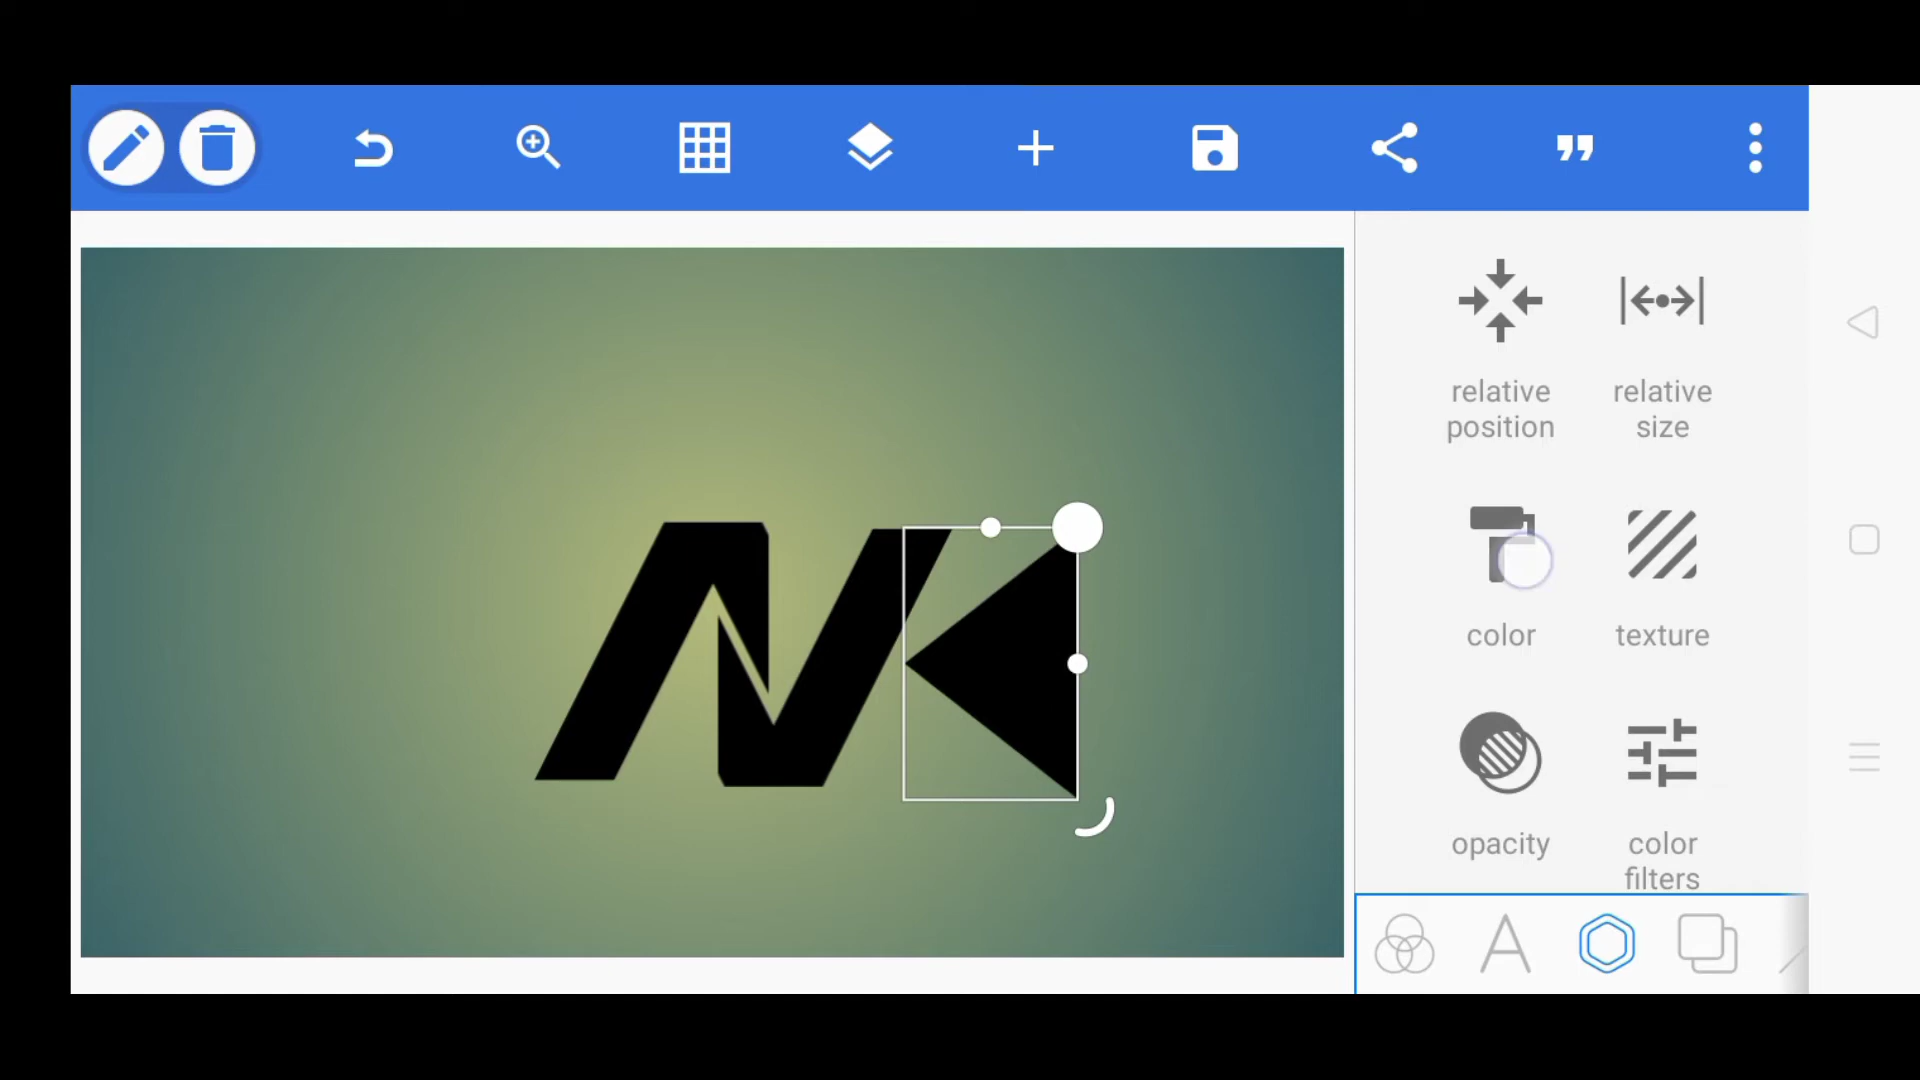 relative
position
relative
size
color
texture
opacity
color
filters
N